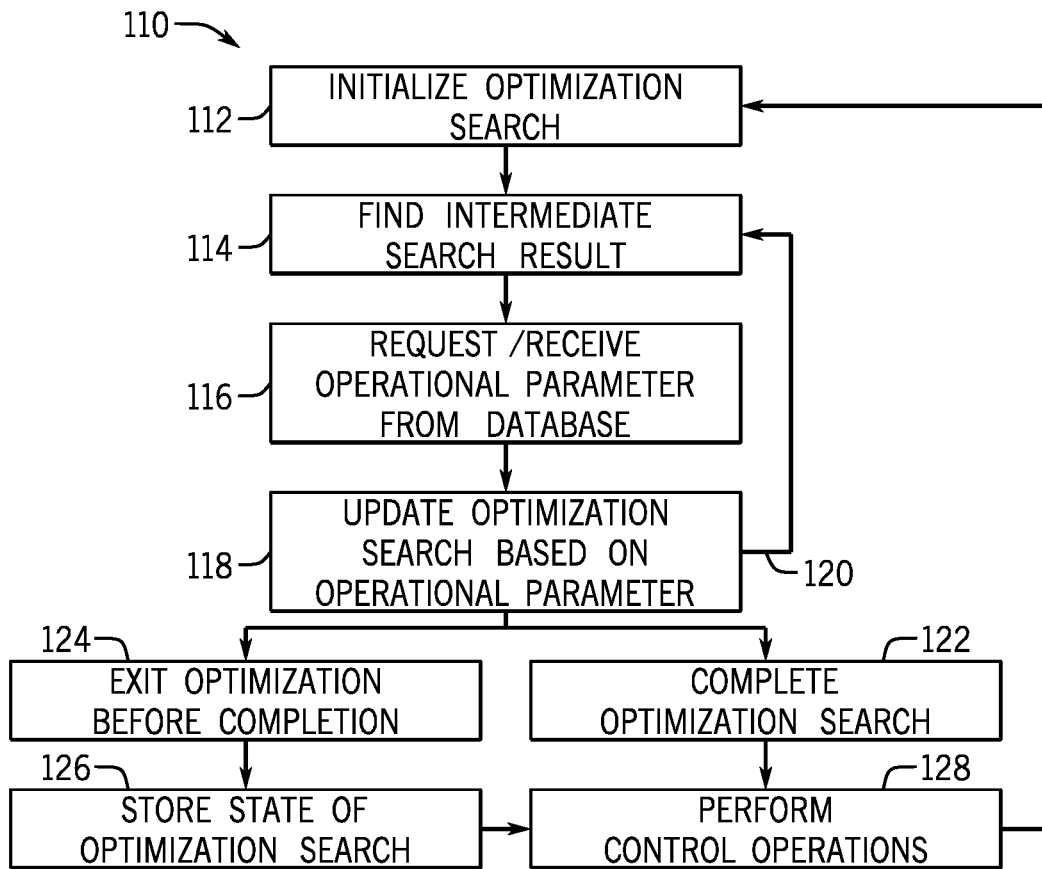 110
INITIALIZE OPTIMIZATION
SEARCH
112
FIND INTERMEDIATE
SEARCH RESULT
114
REQUEST /RECEIVE
OPERATIONAL PARAMETER
FROM DATABASE
116
UPDATE OPTIMIZATION
SEARCH BASED ON
OPERATIONAL PARAMETER
118
120
124
EXIT OPTIMIZATION
BEFORE COMPLETION
122
COMPLETE
OPTIMIZATION SEARCH
126
STORE STATE OF
OPTIMIZATION SEARCH
128
PERFORM
CONTROL OPERATIONS